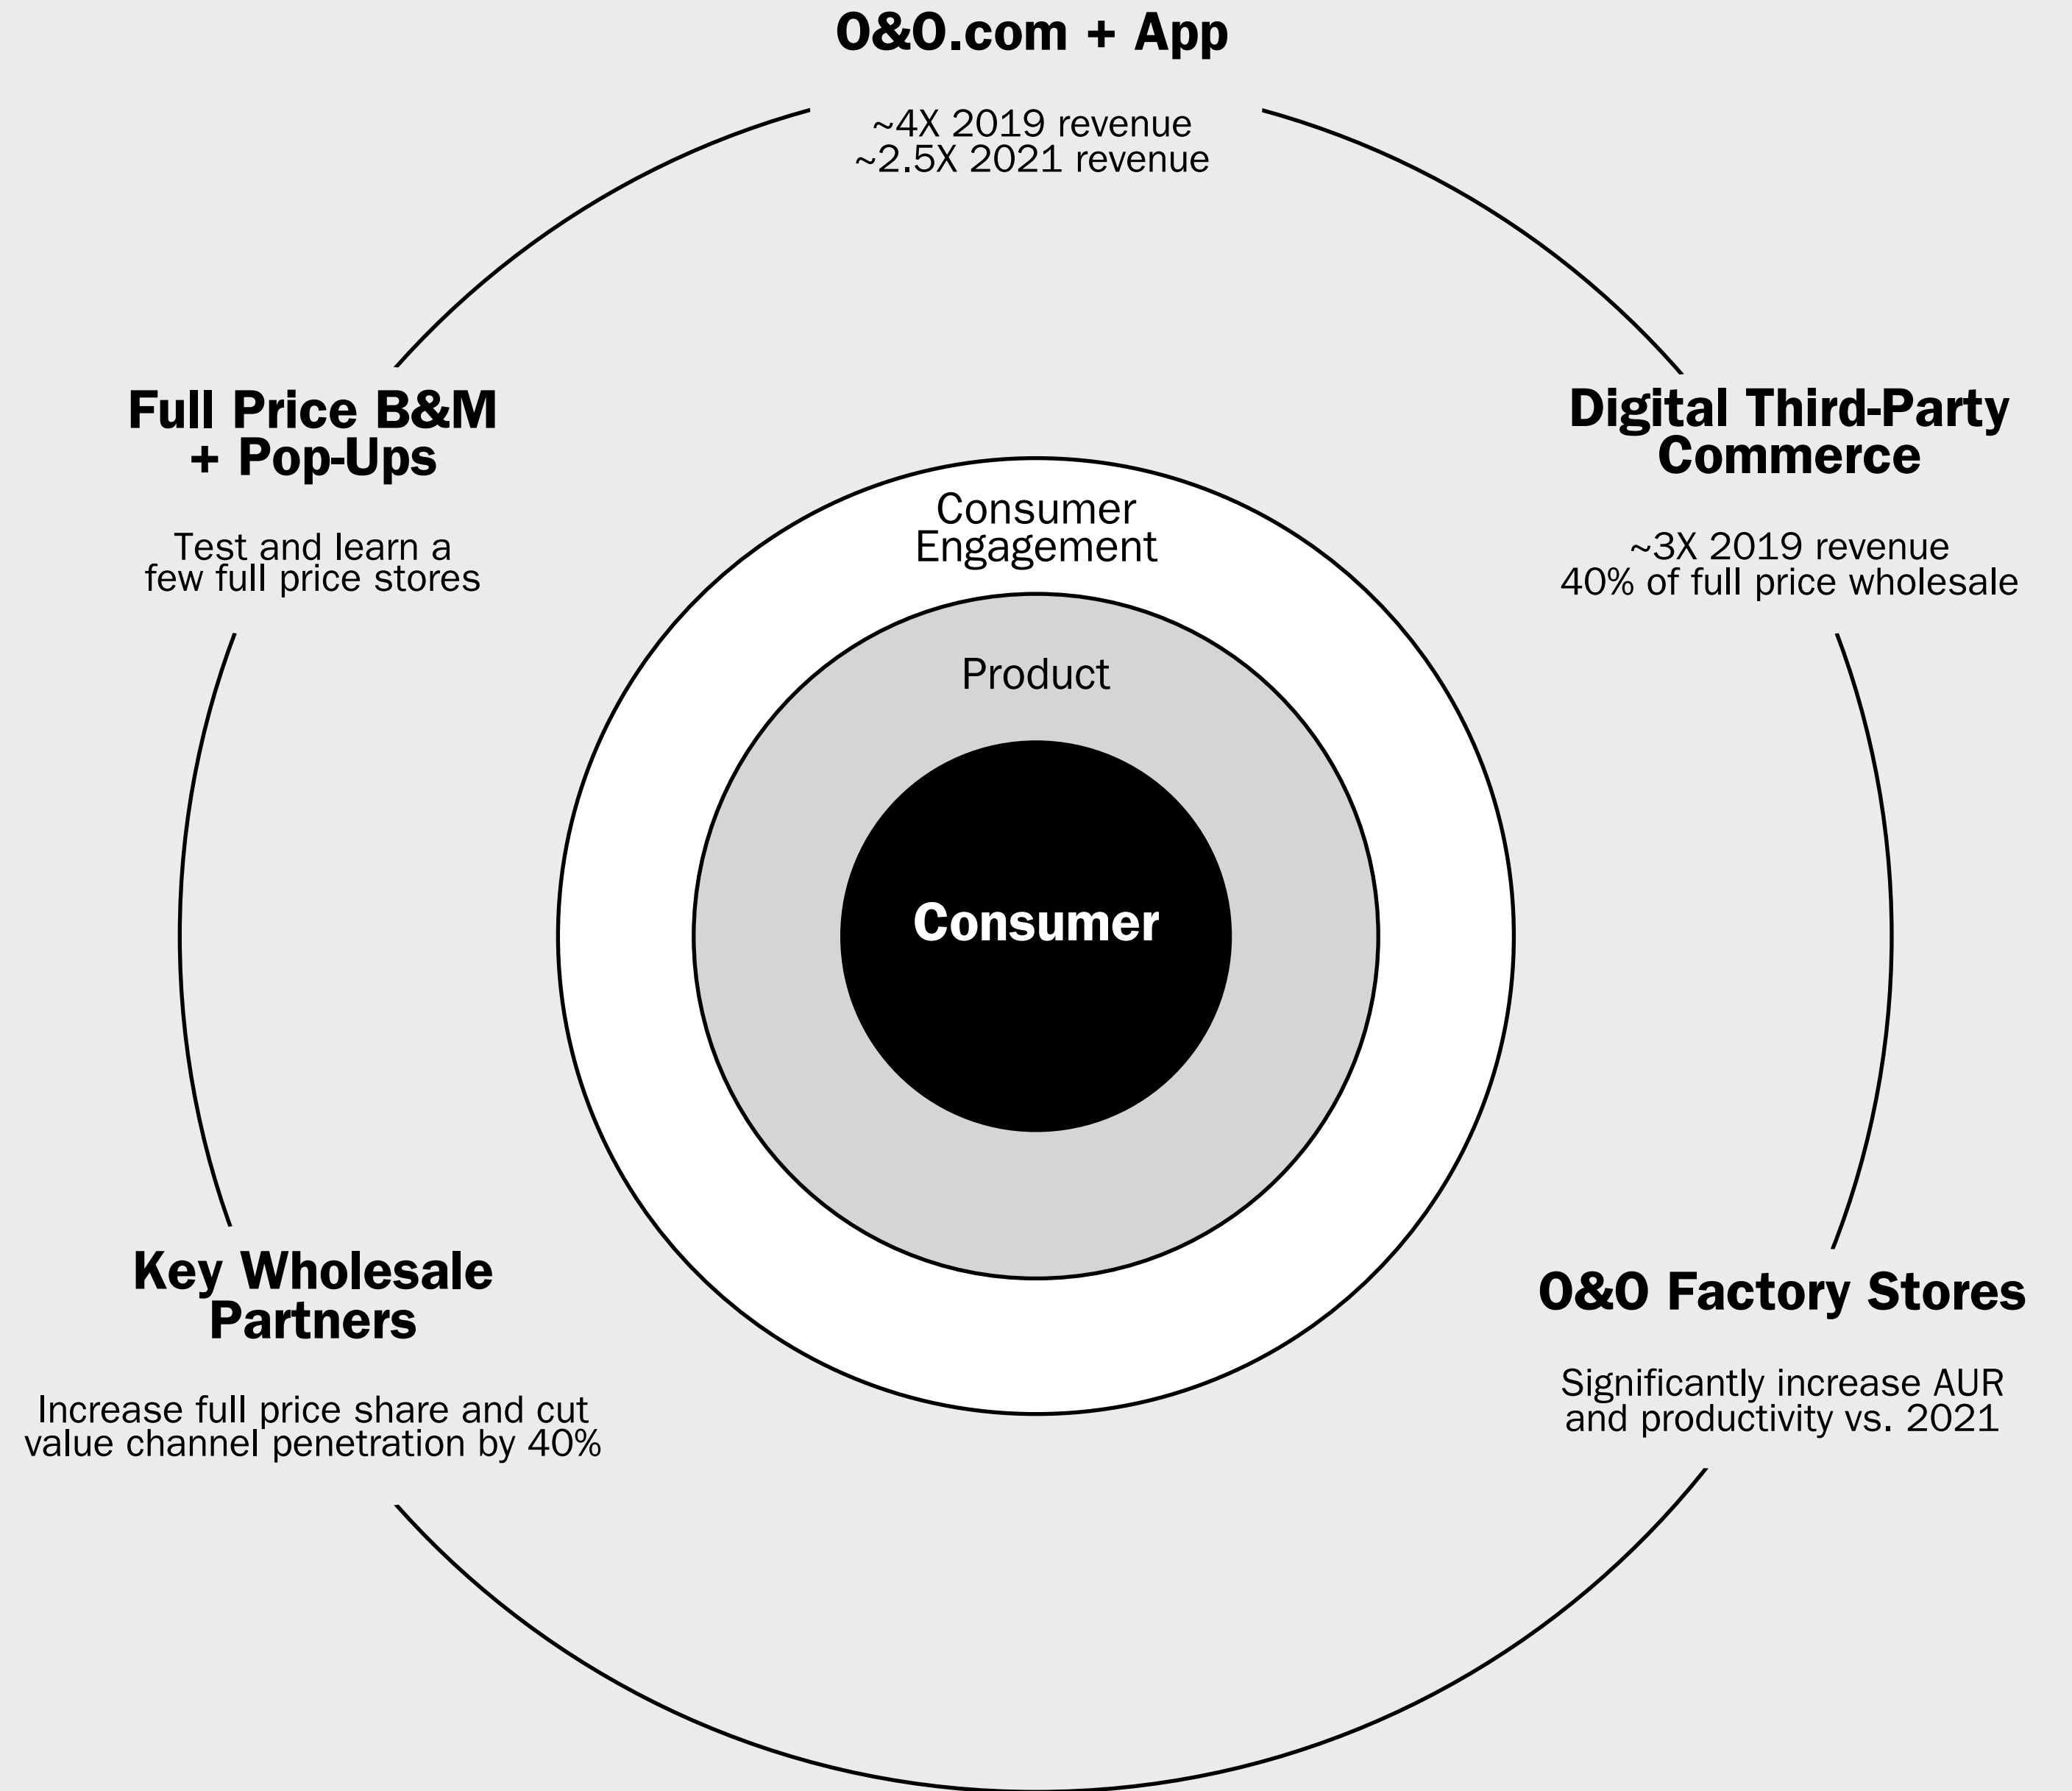 O&O.com + App
~4X 2019 revenue
~2.5X 2021 revenue
Full Price B&M
+ Pop-Ups
Test and learn a
few full price stores
Digital Third-Party
Commerce
~3X 2019 revenue
40% of full price wholesale
Consumer
Engagement
Product
Consumer
Key Wholesale
Partners
Increase full price share and cut
value channel penetration by 40%
O&O Factory Stores
Significantly increase AUR
and productivity vs. 2021